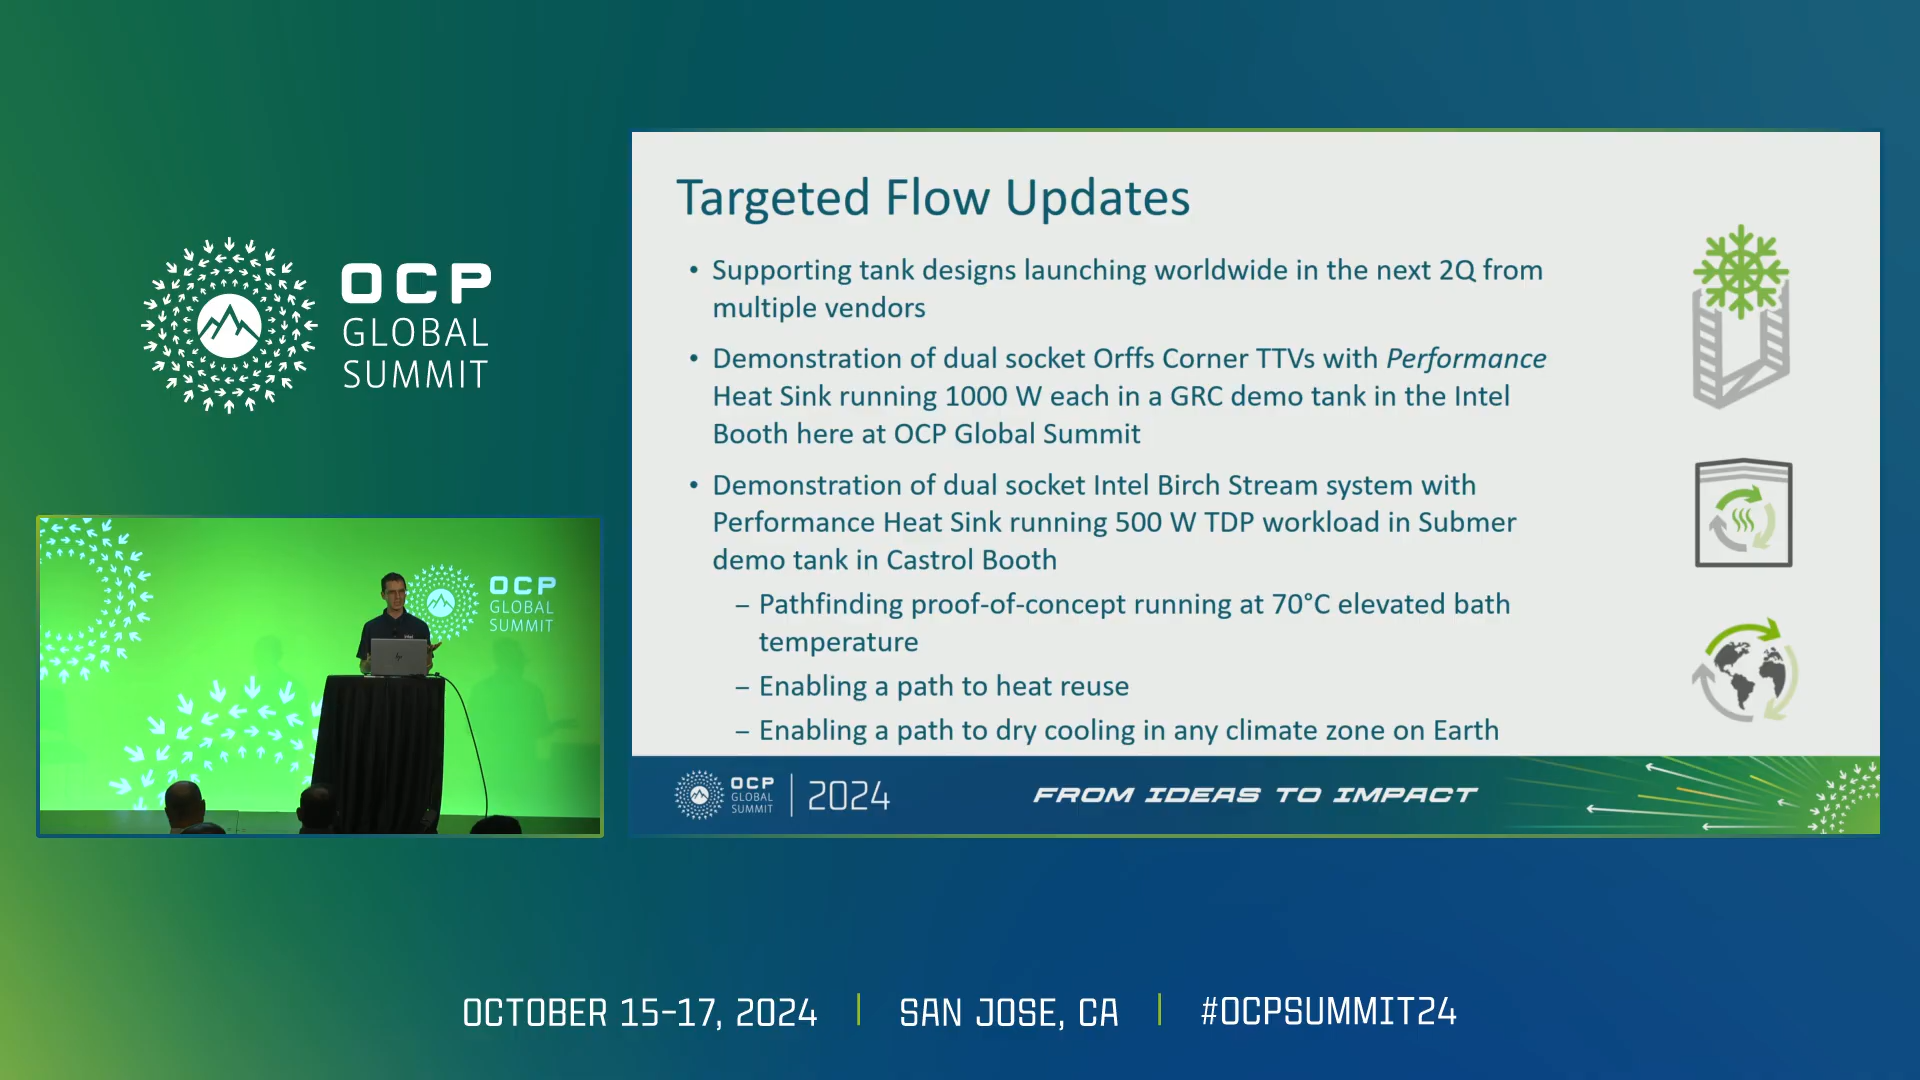 OCP
GLOBAL
SUMMIT
Targeted Flow Updates
• Supporting tank designs launching worldwide in the next 2Q from
multiple vendors
• Demonstration of dual socket Orffs Corner TTVs with Performance
Heat Sink running 1000 W each in a GRC demo tank in the Intel
Booth here at OCP Global Summit
• Demonstration of dual socket Intel Birch Stream system with
Performance Heat Sink running 500 W TDP workload in Submer
demo tank in Castrol Booth
– Pathfinding proof-of-concept running at 70°C elevated bath
temperature
– Enabling a path to heat reuse
– Enabling a path to dry cooling in any climate zone on Earth
OCP
GLOBAL
SUMMIT
2024
FROM IDEAS TO IMPACT
OCP
GLOBAL
SUMMIT
OCTOBER 15-17, 2024 | SAN JOSE, CA | #OCPSUMMIT24